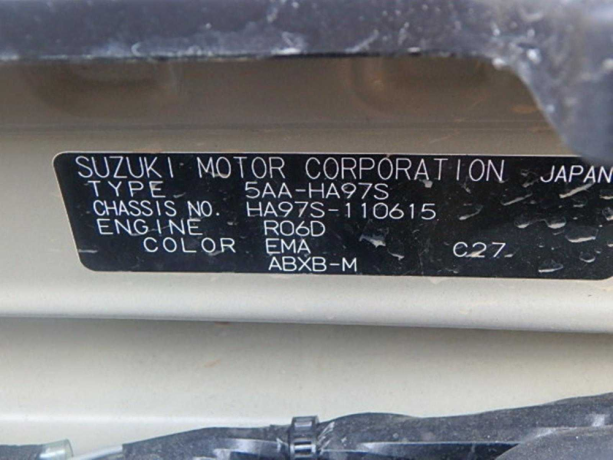 SUZUKI MOTOR CORPORATION JAPAN
TYPE 5AA-HA97S
CHASSIS NO. HA97S-110615
ENGINE R06D
COLOR EMA C27
ABXB-M